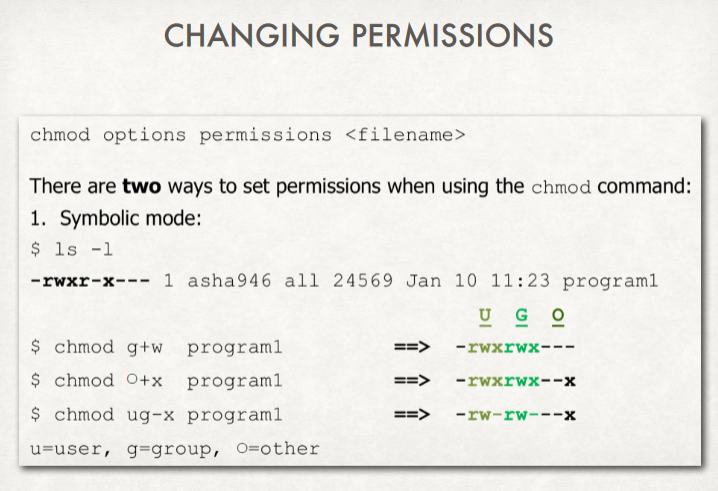 CHANGING PERMISSIONS
chmod options permissions <filename>
There are two ways to set permissions when using the chmod command:
1. Symbolic mode:
$ ls -l
-rwxr-x--- 1 asha946 all 24569 Jan 10 11:23 program1
U G O
$ chmod g+w program1 ==> -rwxrwx---
$ chmod O+x program1 ==> -rwxrwx--x
$ chmod ug-x program1 ==> -rw-rw---x
u=user, g=group, O=other